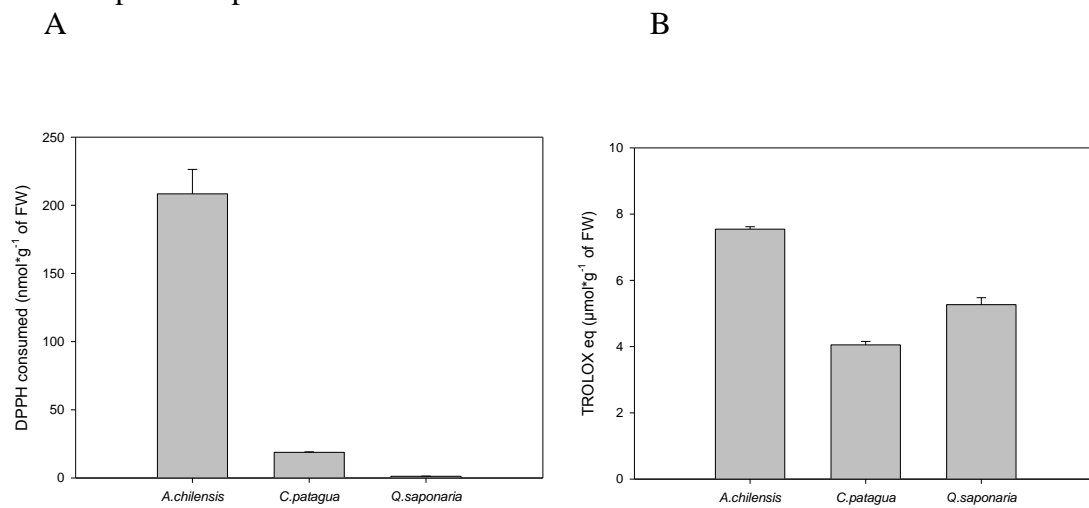 A
B
DPPH consumed (nmol*g⁻¹ of FW)
250
200
150
100
50
0
A.chilensis C.patagua Q.saponaria
TROLOX eq (µmol*g⁻¹ of FW)
10
8
6
4
2
0
A.chilensis C.patagua Q.saponaria